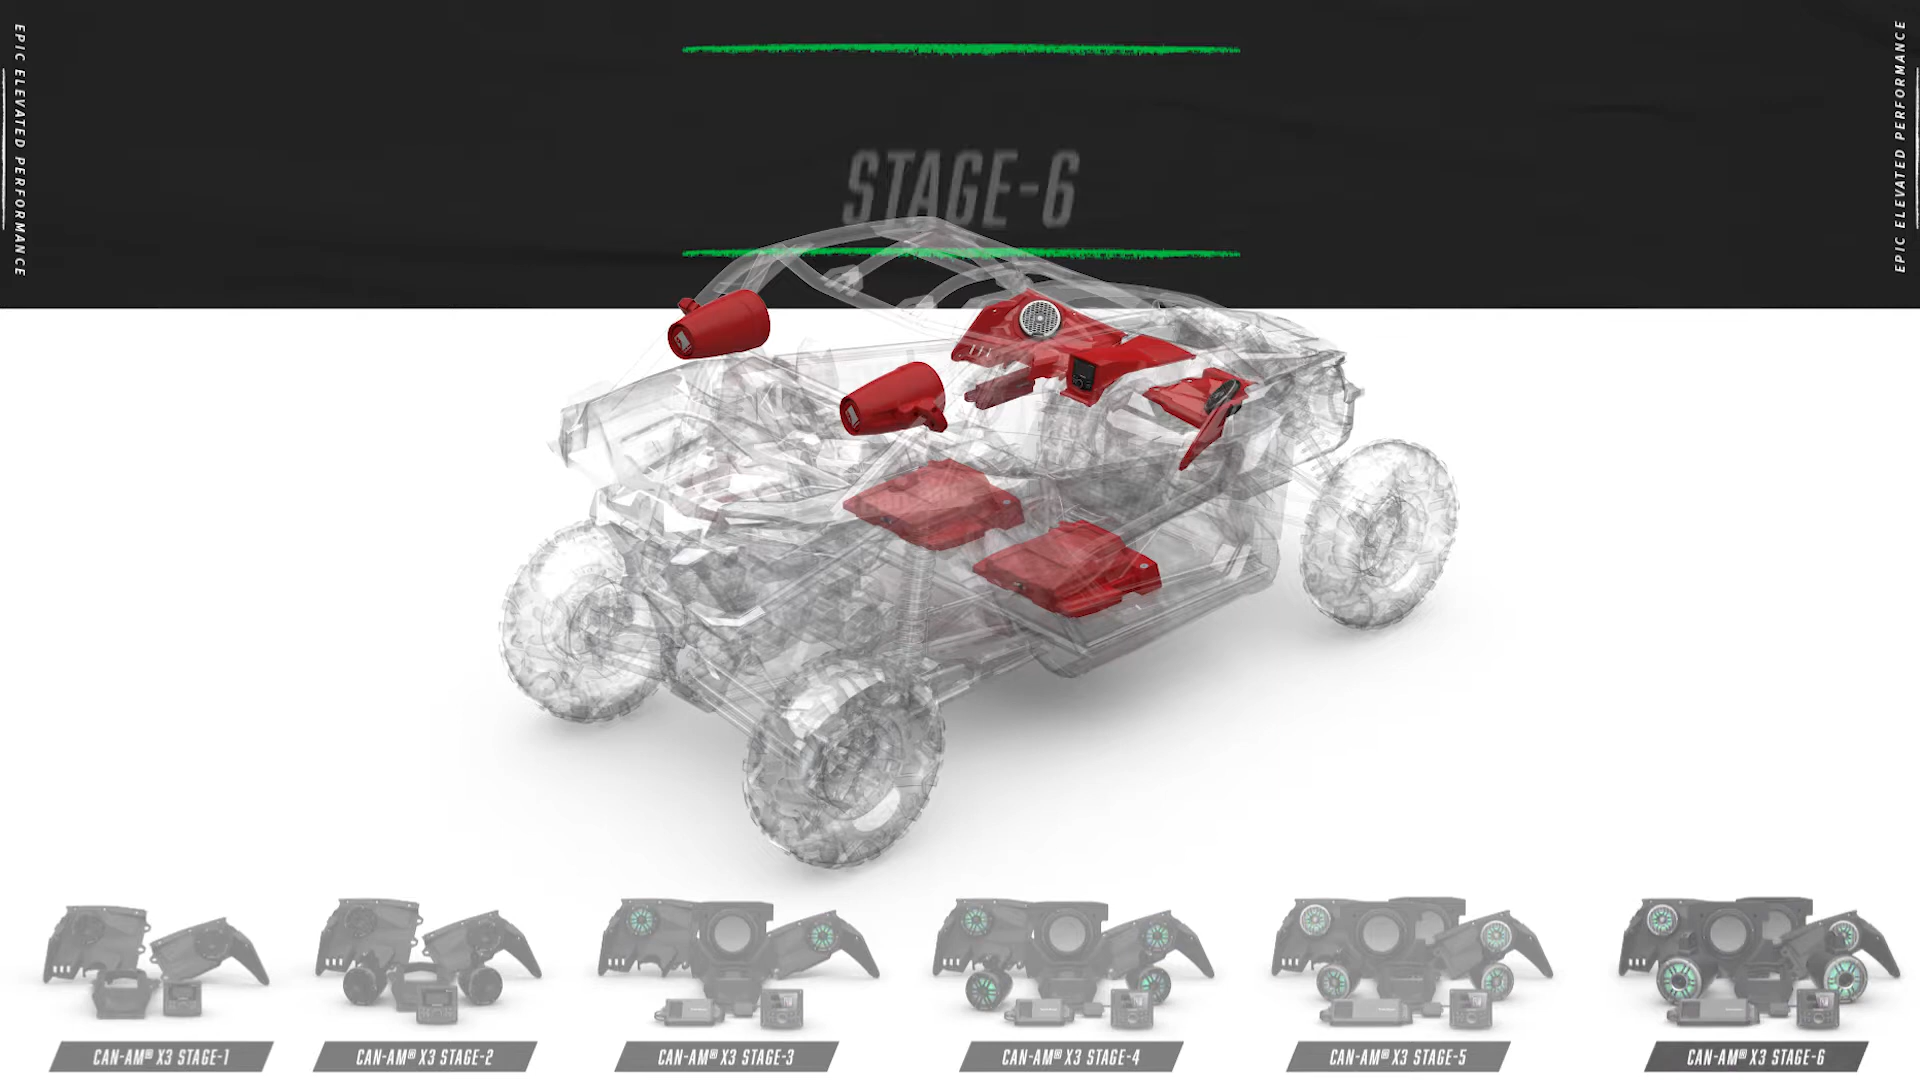 EPIC ELEVATED PERFORMANCE
STAGE-6
EPIC ELEVATED PERFORMANCE
CAN-AM® X3 STAGE-1
CAN-AM® X3 STAGE-2
CAN-AM® X3 STAGE-3
CAN-AM® X3 STAGE-4
CAN-AM® X3 STAGE-5
CAN-AM® X3 STAGE-6